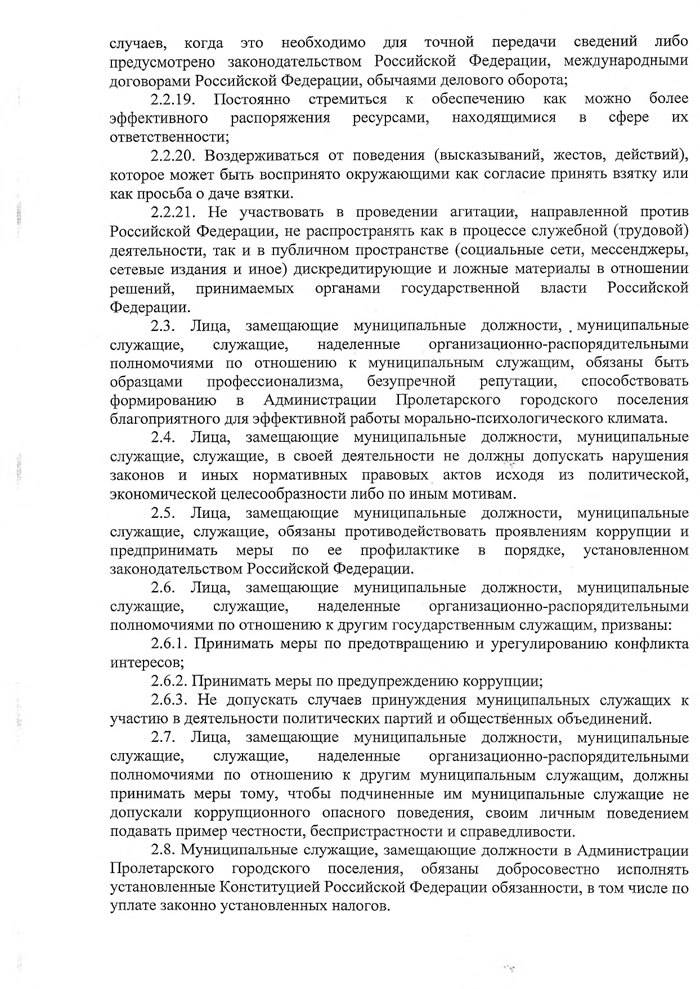 случаев, когда это необходимо для точной передачи сведений либо
предусмотрено законодательством Российской Федерации, международными
договорами Российской Федерации, обычаями делового оборота;
2.2.19. Постоянно стремиться к обеспечению как можно более
эффективного распоряжения ресурсами, находящимися в сфере их
ответственности;
2.2.20. Воздерживаться от поведения (высказываний, жестов, действий),
которое может быть воспринято окружающими как согласие принять взятку или
как просьба о даче взятки.
2.2.21. Не участвовать в проведении агитации, направленной против
Российской Федерации, не распространять как в процессе служебной (трудовой)
деятельности, так и в публичном пространстве (социальные сети, мессенджеры,
сетевые издания и иное) дискредитирующие и ложные материалы в отношении
решений, принимаемых органами государственной власти Российской
Федерации.
2.3. Лица, замещающие муниципальные должности, муниципальные
служащие, служащие, наделенные организационно-распорядительными
полномочиями по отношению к муниципальным служащим, обязаны быть
образцами профессионализма, безупречной репутации, способствовать
формированию в Администрации Пролетарского городского поселения
благоприятного для эффективной работы морально-психологического климата.
2.4. Лица, замещающие муниципальные должности, муниципальные
служащие, служащие, в своей деятельности не должны допускать нарушения
законов и иных нормативных правовых актов исходя из политической,
экономической целесообразности либо по иным мотивам.
2.5. Лица, замещающие муниципальные должности, муниципальные
служащие, служащие, обязаны противодействовать проявлениям коррупции и
предпринимать меры по ее профилактике в порядке, установленном
законодательством Российской Федерации.
2.6. Лица, замещающие муниципальные должности, муниципальные
служащие, служащие, наделенные организационно-распорядительными
полномочиями по отношению к другим государственным служащим, призваны:
2.6.1. Принимать меры по предотвращению и урегулированию конфликта
интересов;
2.6.2. Принимать меры по предупреждению коррупции;
2.6.3. Не допускать случаев принуждения муниципальных служащих к
участию в деятельности политических партий и общественных объединений.
2.7. Лица, замещающие муниципальные должности, муниципальные
служащие, служащие, наделенные организационно-распорядительными
полномочиями по отношению к другим муниципальным служащим, должны
принимать меры тому, чтобы подчиненные им муниципальные служащие не
допускали коррупционного опасного поведения, своим личным поведением
подавать пример честности, беспристрастности и справедливости.
2.8. Муниципальные служащие, замещающие должности в Администрации
Пролетарского городского поселения, обязаны добросовестно исполнять
установленные Конституцией Российской Федерации обязанности, в том числе по
уплате законно установленных налогов.